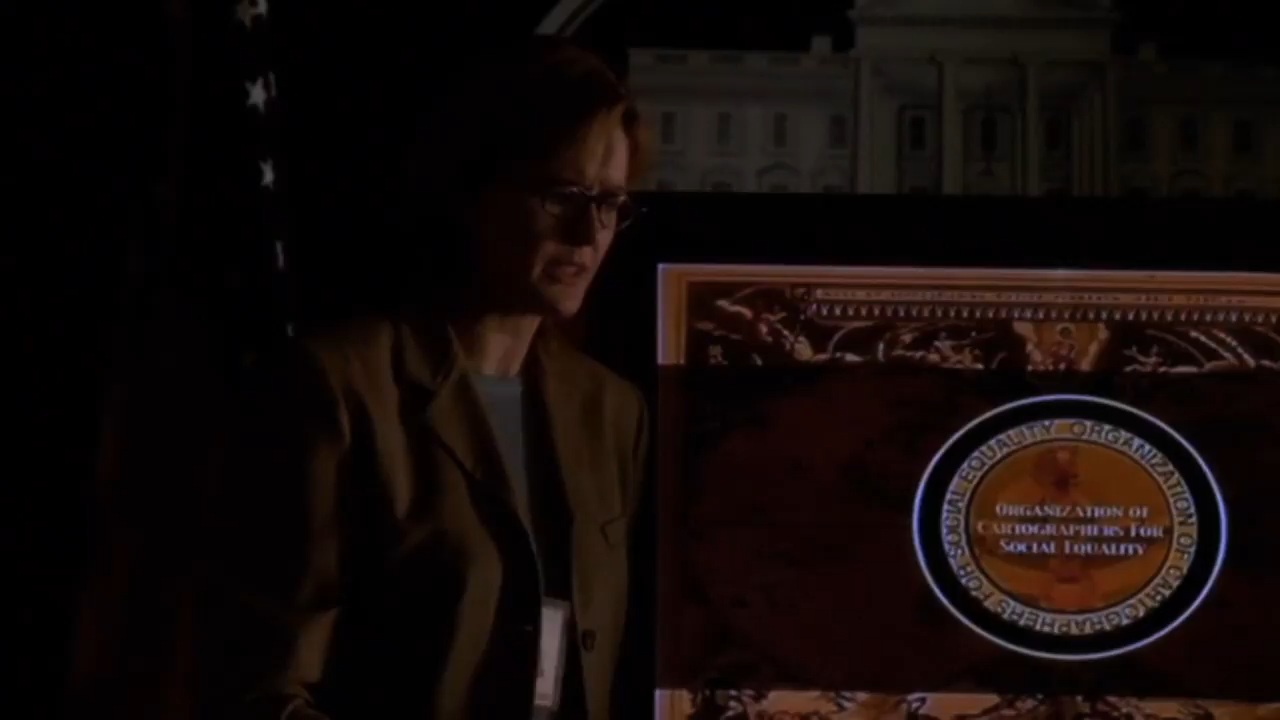 ORGANIZATION OF CARTOGRAPHERS FOR SOCIAL EQUALITY
ORGANIZATION OF
CARTOGRAPHERS FOR
SOCIAL EQUALITY